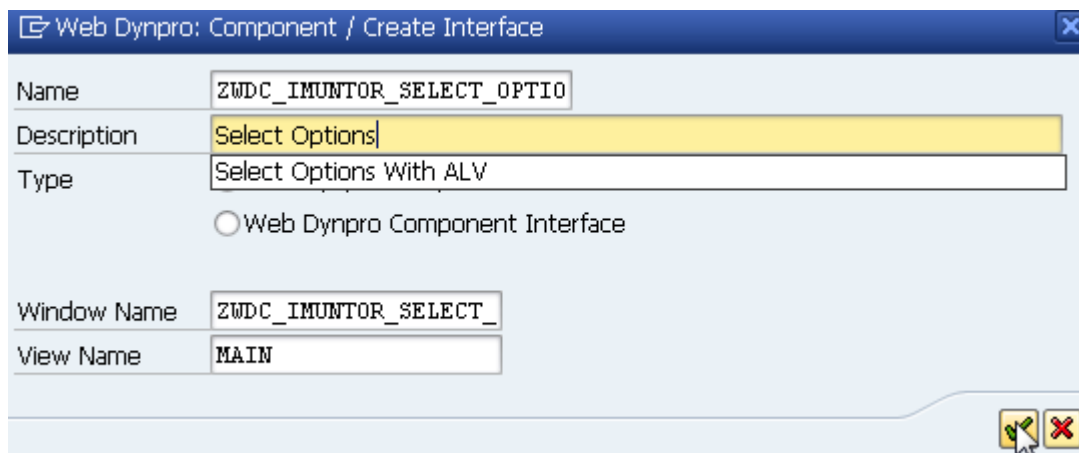 Web Dynpro: Component / Create Interface
Name ZWDC_IMUNTOR_SELECT_OPTIO
Description Select Options
Select Options With ALV
Type
Web Dynpro Component Interface
Window Name ZWDC_IMUNTOR_SELECT_
View Name MAIN